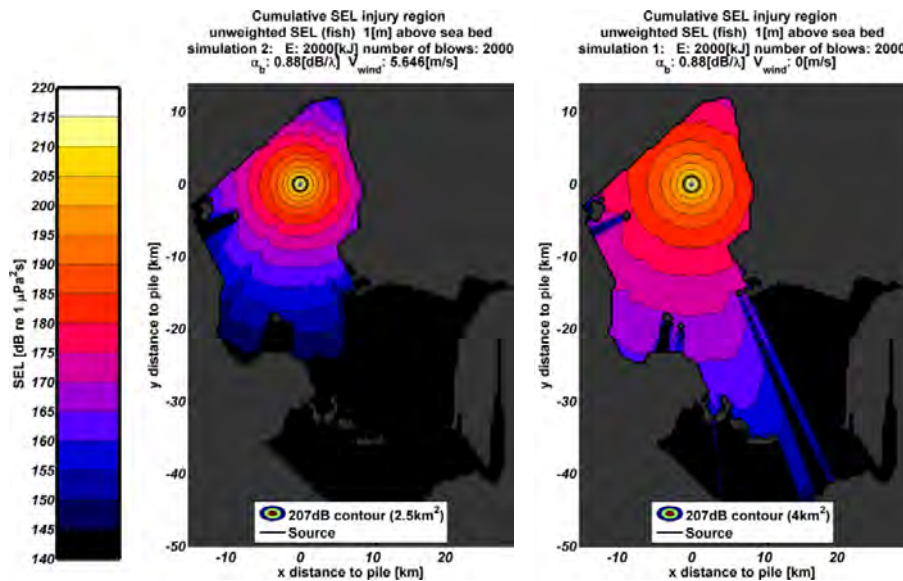 Cumulative SEL injury region
unweighted SEL (fish) 1[m] above sea bed
simulation 2: E: 2000[kJ] number of blows: 2000
α_b: 0.88[dB/λ] V_wind: 5.646[m/s]
Cumulative SEL injury region
unweighted SEL (fish) 1[m] above sea bed
simulation 1: E: 2000[kJ] number of blows: 2000
α_b: 0.88[dB/λ] V_wind: 0[m/s]
SEL [dB re 1 μPa²s]
220
215
210
205
200
195
190
185
180
175
170
165
160
155
150
145
140
y distance to pile [km]
10
0
-10
-20
-30
-40
-50
207dB contour (2.5km²)
Source
-10
0
10
20
x distance to pile [km]
y distance to pile [km]
10
0
-10
-20
-30
-40
-50
207dB contour (4km²)
Source
-10
0
10
20
x distance to pile [km]